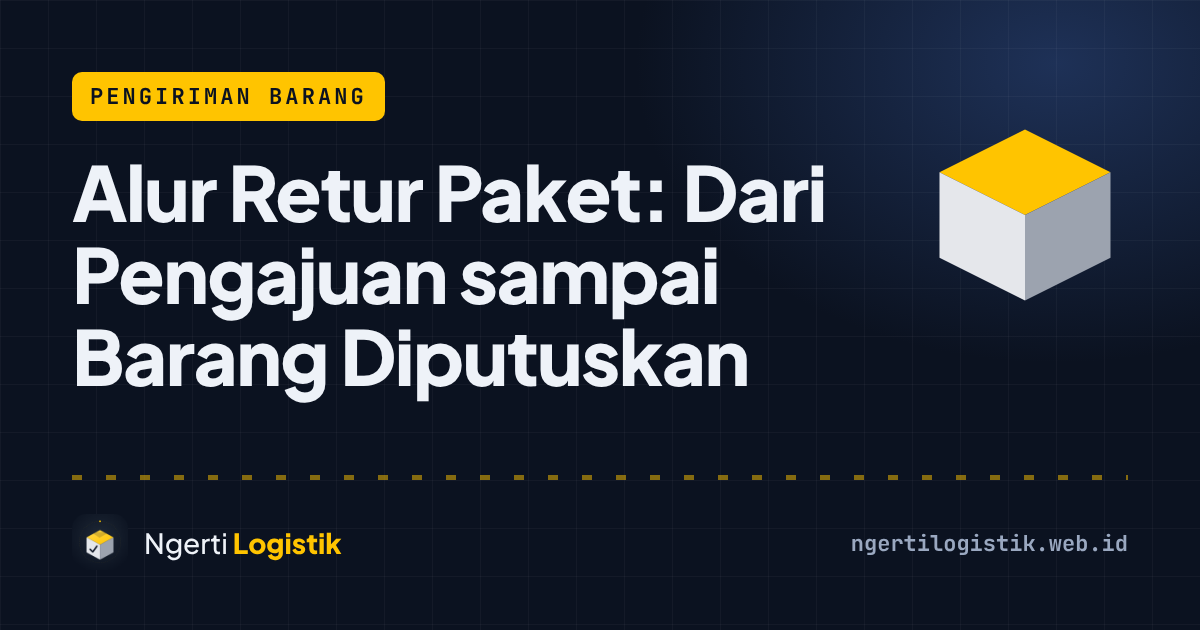 PENGIRIMAN BARANG
Alur Retur Paket: Dari
Pengajuan sampai
Barang Diputuskan
Ngerti Logistik
ngertilogistik.web.id